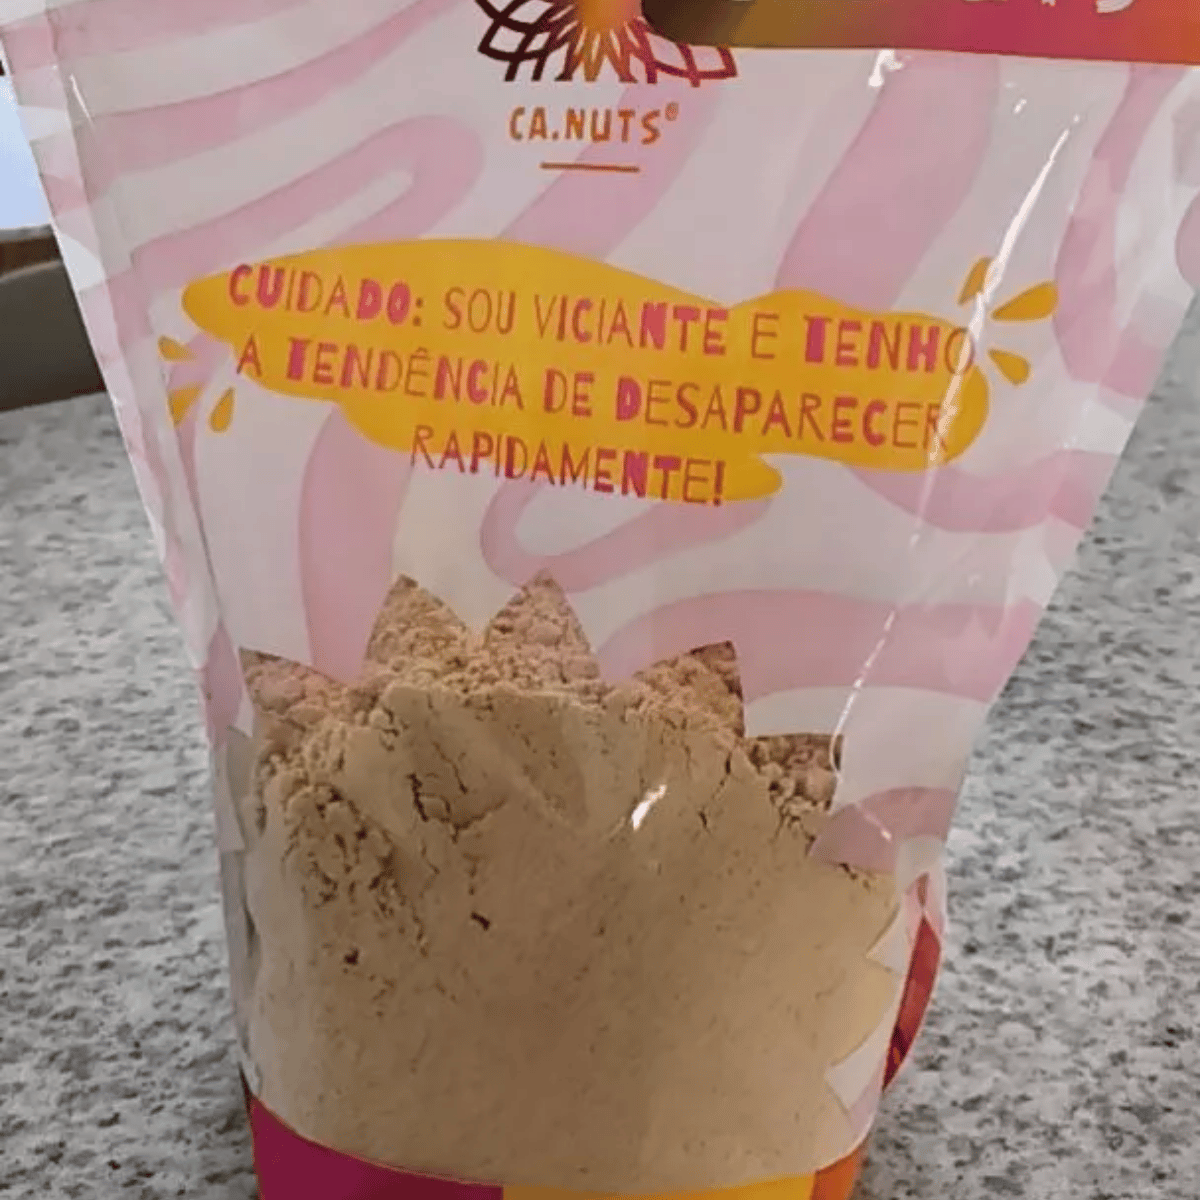 CA.NUTS®
CUIDADO: SOU VICIANTE E TENHO
A TENDÊNCIA DE DESAPARECER
RAPIDAMENTE!